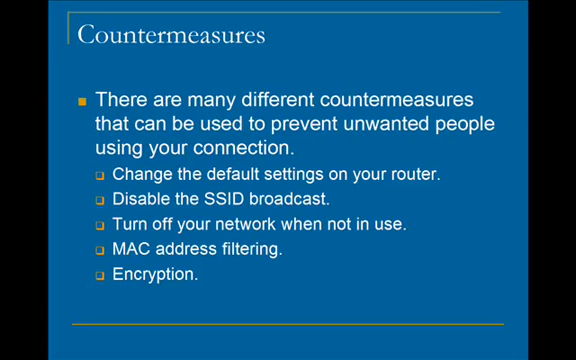 Countermeasures
There are many different countermeasures
that can be used to prevent unwanted people
using your connection.
Change the default settings on your router.
Disable the SSID broadcast.
Turn off your network when not in use.
MAC address filtering.
Encryption.